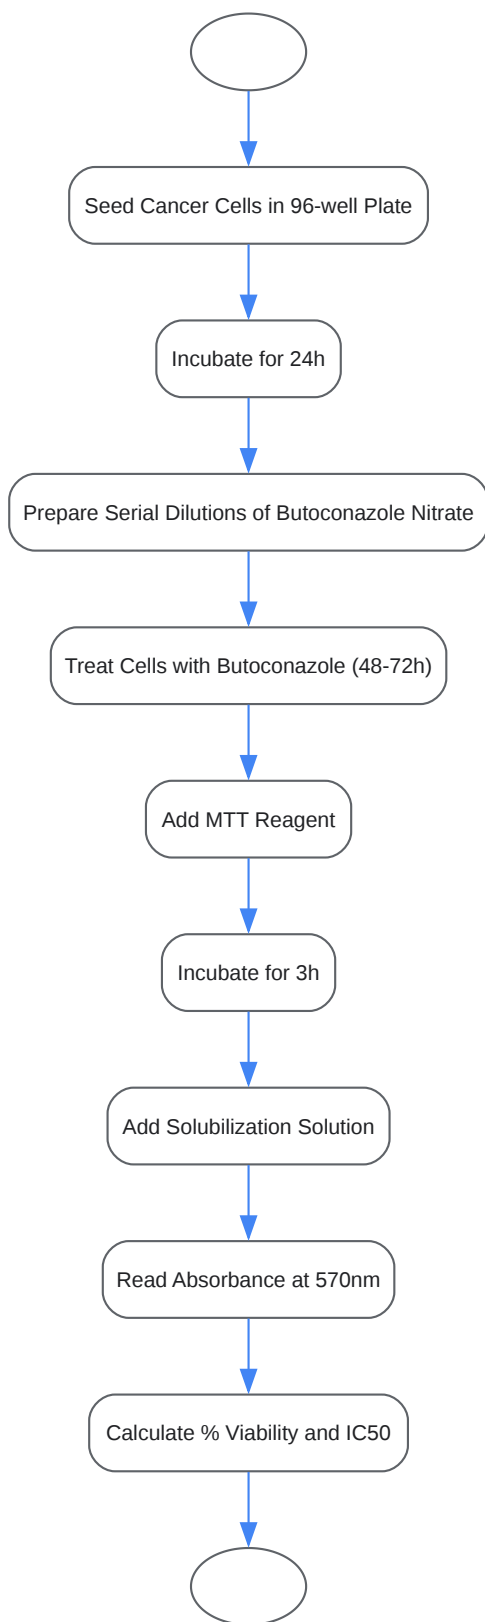 Seed Cancer Cells in 96-well Plate
Incubate for 24h
Prepare Serial Dilutions of Butoconazole Nitrate
Treat Cells with Butoconazole (48-72h)
Add MTT Reagent
Incubate for 3h
Add Solubilization Solution
Read Absorbance at 570nm
Calculate % Viability and IC50